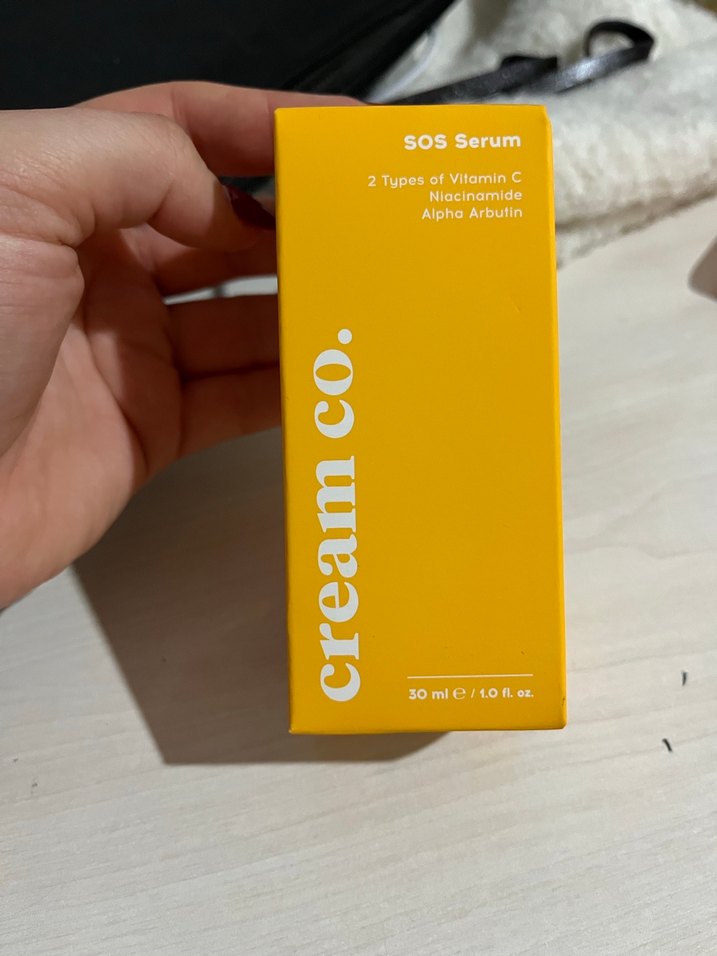 SOS Serum
2 Types of Vitamin C
Niacinamide
Alpha Arbutin
cream co.
30 ml ℮ / 1.0 fl. oz.